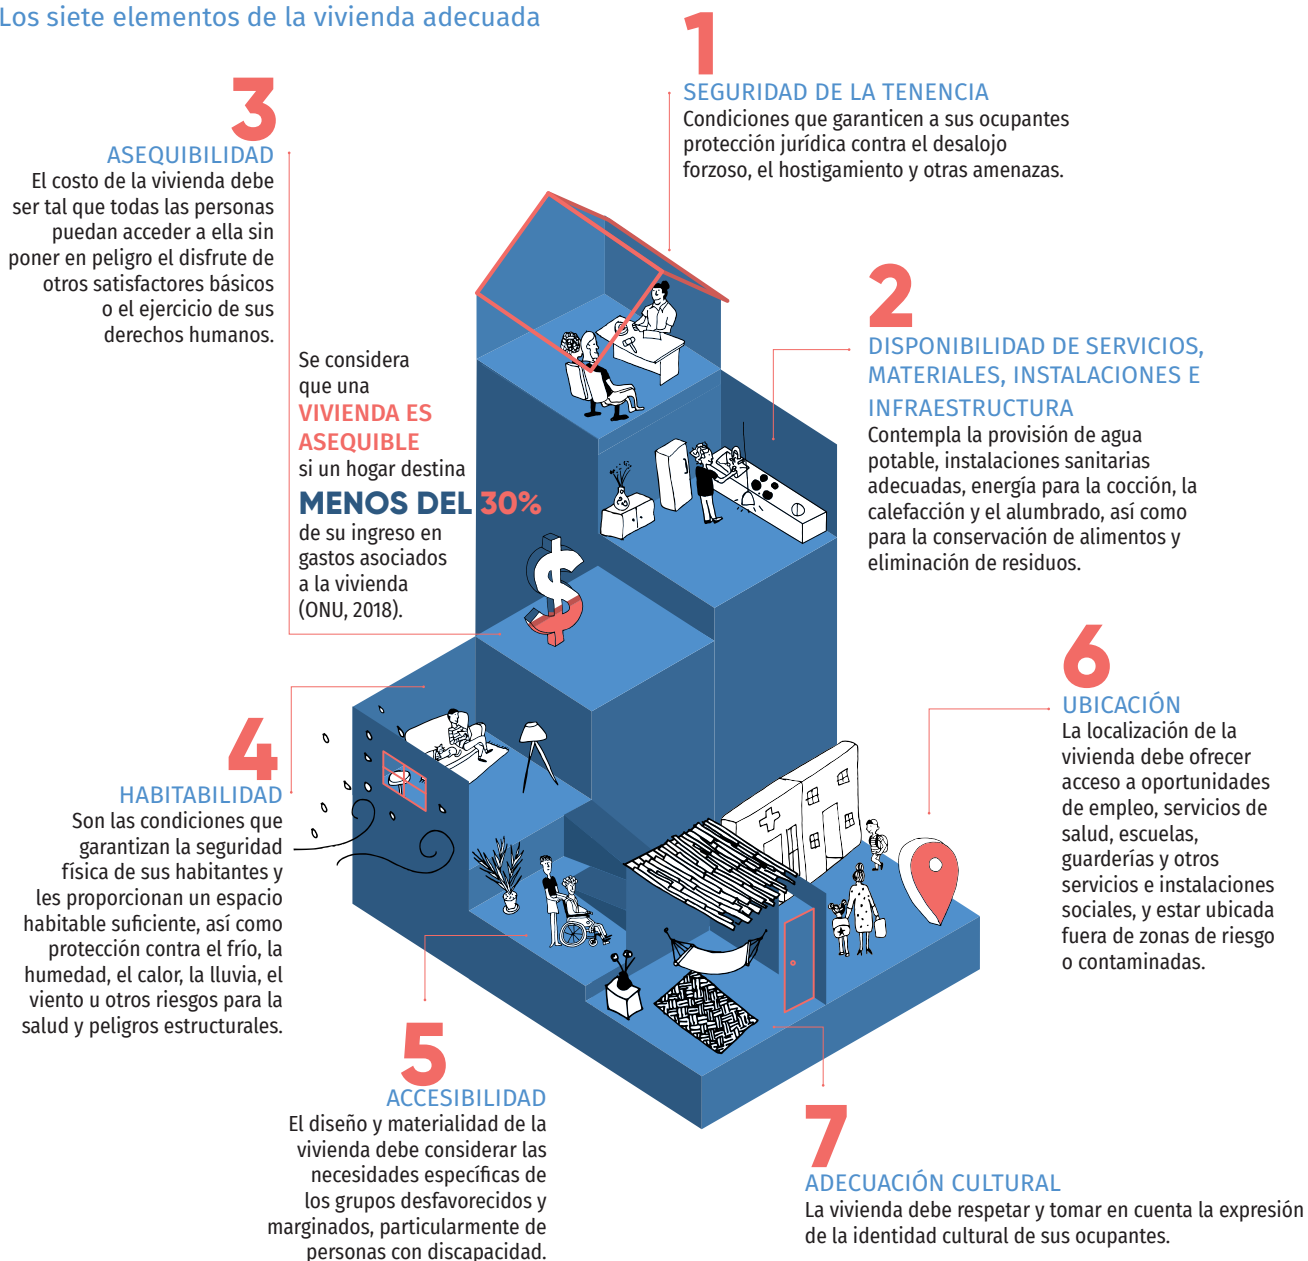 Los siete elementos de la vivienda adecuada
1
SEGURIDAD DE LA TENENCIA
Condiciones que garanticen a sus ocupantes
protección jurídica contra el desalojo
forzoso, el hostigamiento y otras amenazas.
2
DISPONIBILIDAD DE SERVICIOS,
MATERIALES, INSTALACIONES E
INFRAESTRUCTURA
Contempla la provisión de agua
potable, instalaciones sanitarias
adecuadas, energía para la cocción, la
calefacción y el alumbrado, así como
para la conservación de alimentos y
eliminación de residuos.
3
ASEQUIBILIDAD
El costo de la vivienda debe
ser tal que todas las personas
puedan acceder a ella sin
poner en peligro el disfrute de
otros satisfactores básicos
o el ejercicio de sus
derechos humanos.
Se considera
que una
VIVIENDA ES
ASEQUIBLE
si un hogar destina
MENOS DEL 30%
de su ingreso en
gastos asociados
a la vivienda
(ONU, 2018).
$
4
HABITABILIDAD
Son las condiciones que
garantizan la seguridad
física de sus habitantes y
les proporcionan un espacio
habitable suficiente, así como
protección contra el frío, la
humedad, el calor, la lluvia, el
viento u otros riesgos para la
salud y peligros estructurales.
5
ACCESIBILIDAD
El diseño y materialidad de la
vivienda debe considerar las
necesidades específicas de
los grupos desfavorecidos y
marginados, particularmente de
personas con discapacidad.
6
UBICACIÓN
La localización de la
vivienda debe ofrecer
acceso a oportunidades
de empleo, servicios de
salud, escuelas,
guarderías y otros
servicios e instalaciones
sociales, y estar ubicada
fuera de zonas de riesgo
o contaminadas.
7
ADECUACIÓN CULTURAL
La vivienda debe respetar y tomar en cuenta la expresión
de la identidad cultural de sus ocupantes.